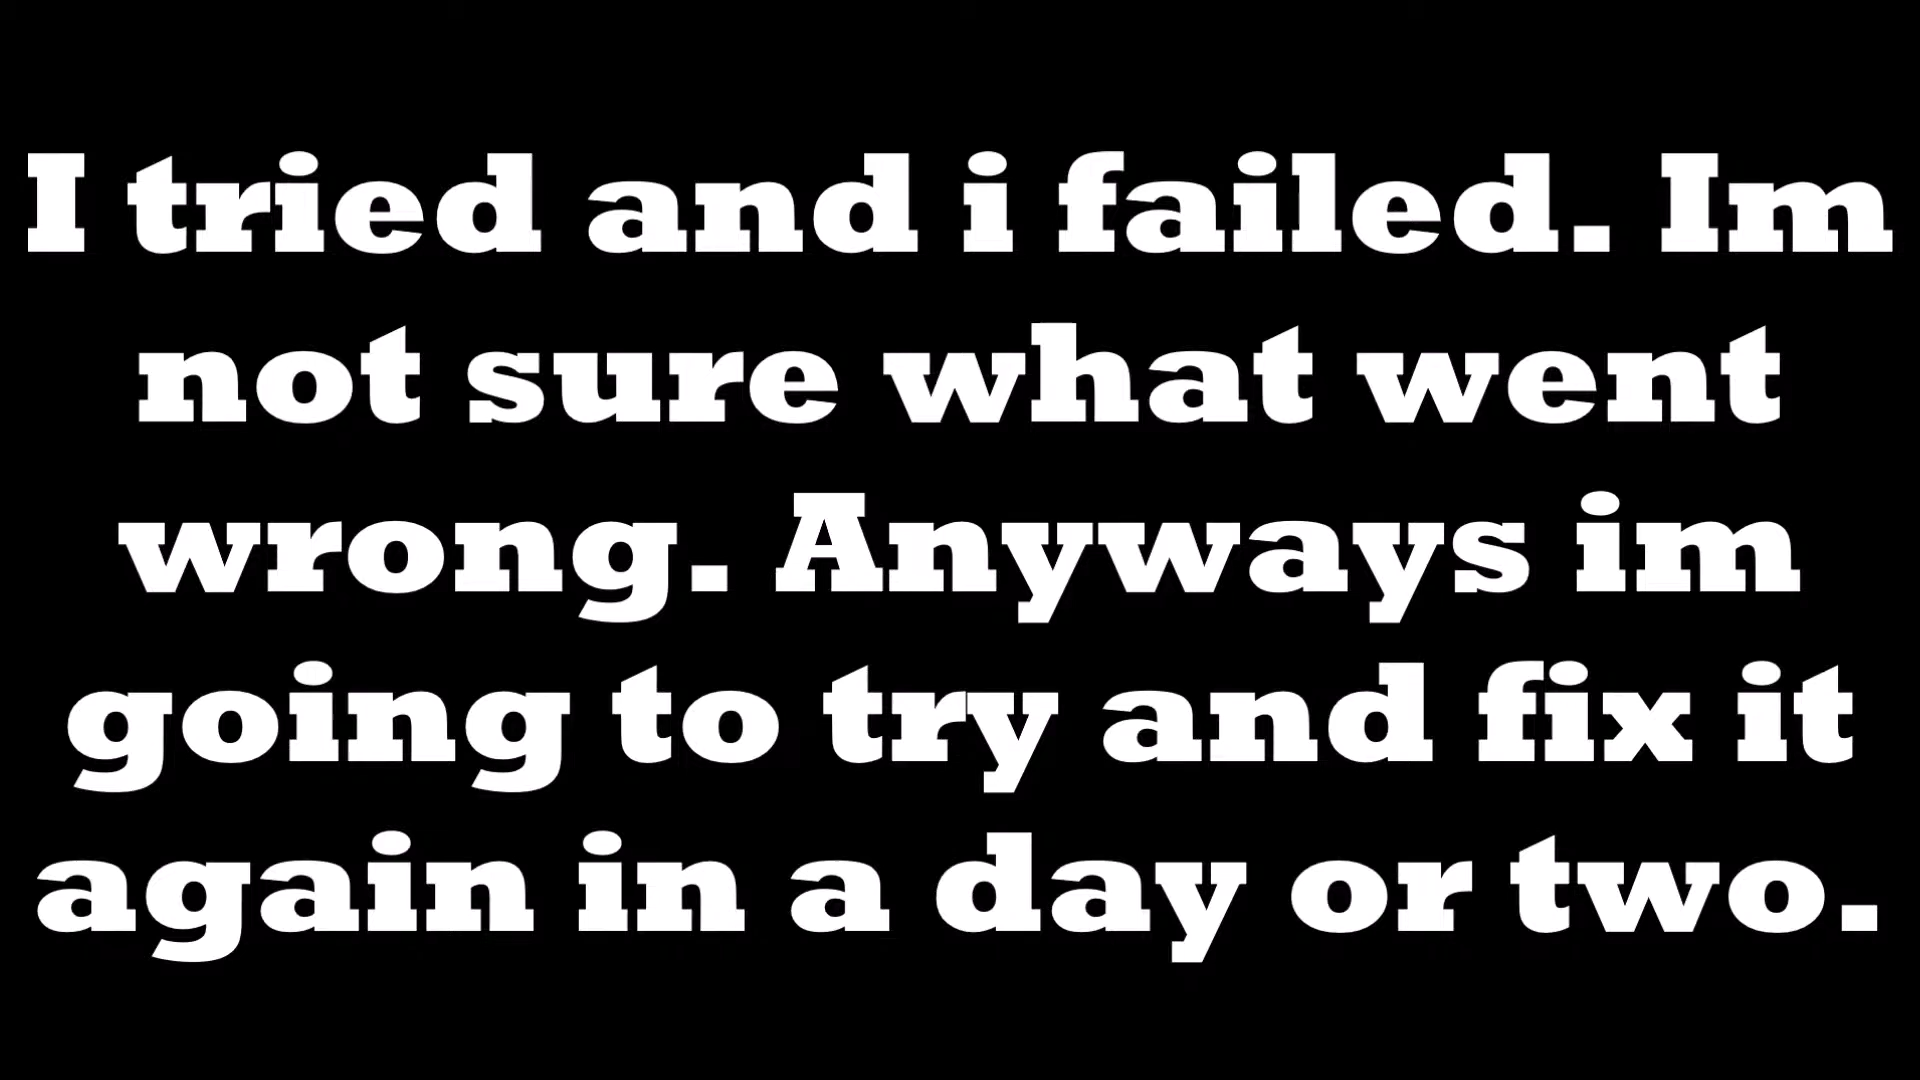 I tried and i failed. Im
not sure what went
wrong. Anyways im
going to try and fix it
again in a day or two.